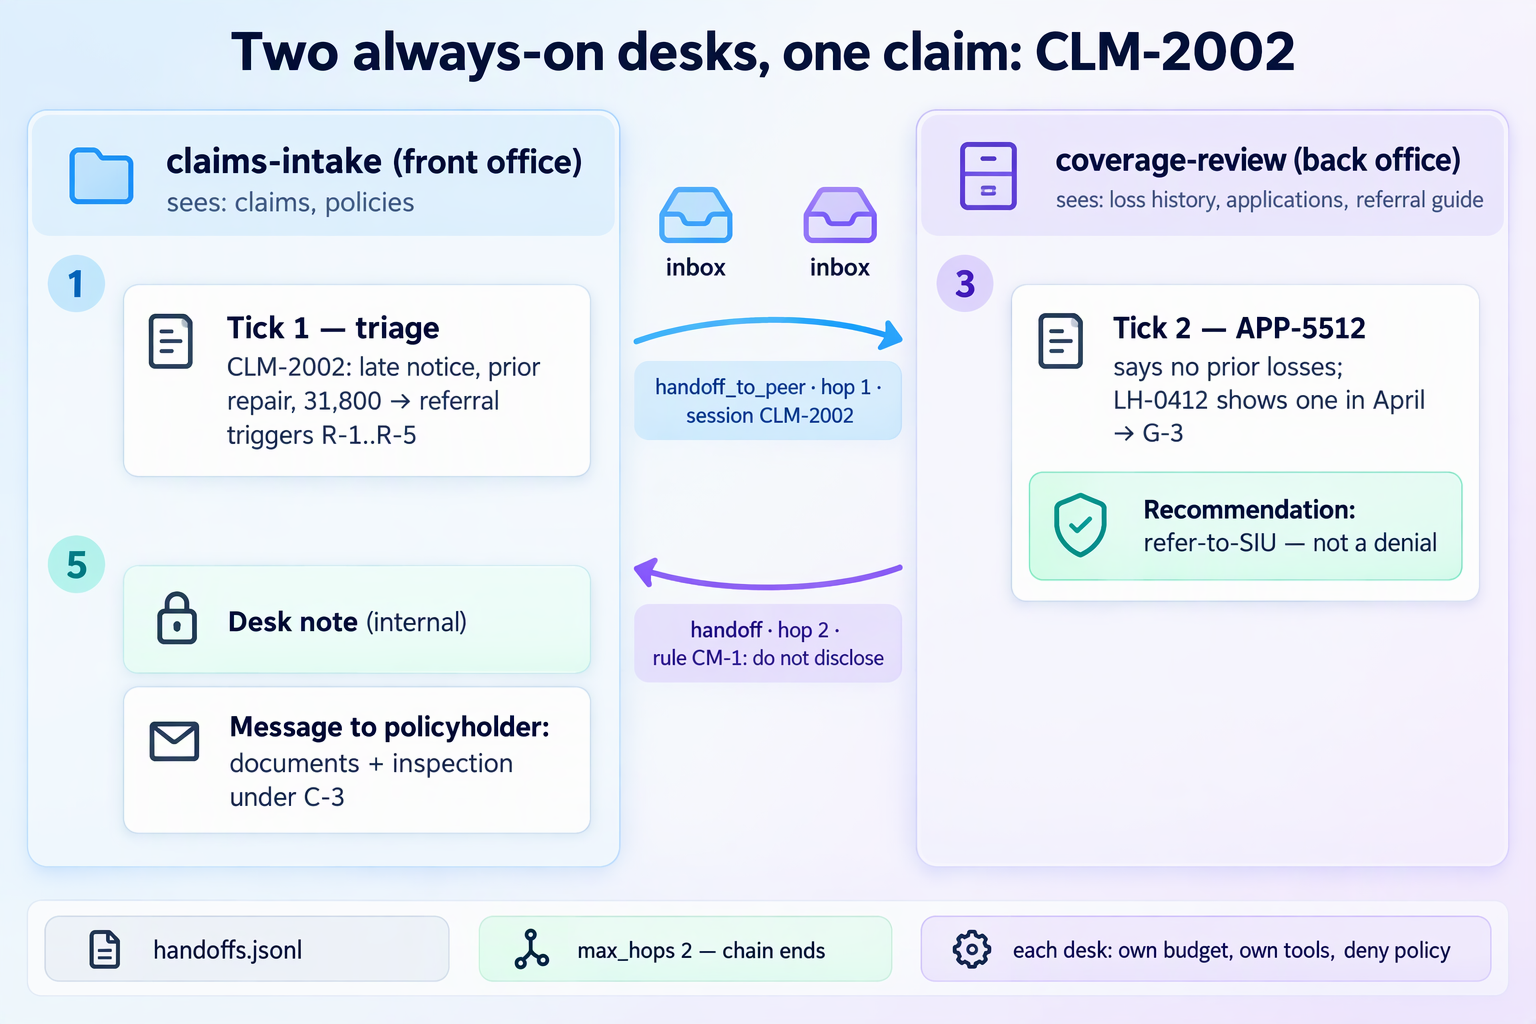 Two always-on desks, one claim: CLM-2002
claims-intake (front office)
sees: claims, policies
1
Tick 1 — triage
CLM-2002: late notice, prior
repair, 31,800 → referral
triggers R-1..R-5
5
Desk note (internal)
Message to policyholder:
documents + inspection
under C-3
inbox
inbox
handoff_to_peer · hop 1 ·
session CLM-2002
handoff · hop 2 ·
rule CM-1: do not disclose
coverage-review (back office)
sees: loss history, applications, referral guide
3
Tick 2 — APP-5512
says no prior losses;
LH-0412 shows one in April
→ G-3
Recommendation:
refer-to-SIU — not a denial
handoffs.jsonl
max_hops 2 — chain ends
each desk: own budget, own tools, deny policy